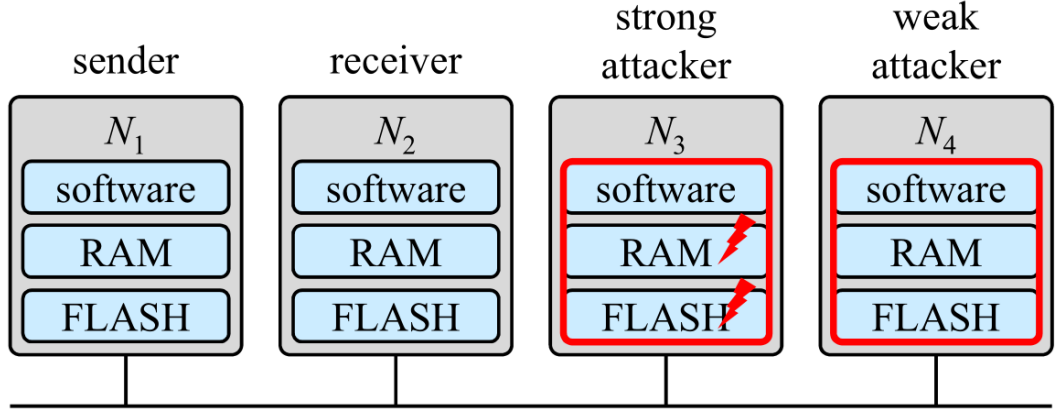 sender
receiver
strong
attacker
weak
attacker
N1
software
RAM
FLASH
N2
software
RAM
FLASH
N3
software
RAM
FLASH
N4
software
RAM
FLASH